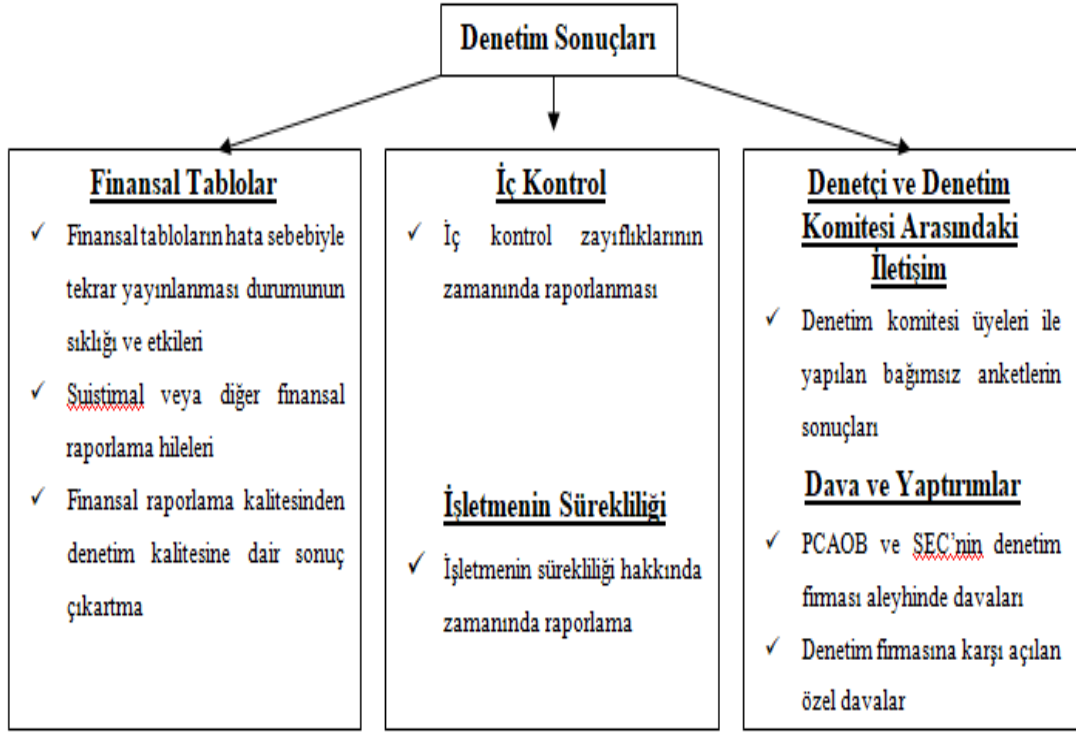 Denetim Sonuçları
Finansal Tablolar
✓ Finansal tabloların hata sebebiyle
tekrar yayınlanması durumunun
sıklığı ve etkileri
✓ Suistimal veya diğer finansal
raporlama hileleri
✓ Finansal raporlama kalitesinden
denetim kalitesine dair sonuç
çıkartma
İç Kontrol
✓ İç kontrol zayıflıklarının
zamanında raporlanması
İşletmenin Sürekliliği
✓ İşletmenin sürekliliği hakkında
zamanında raporlama
Denetçi ve Denetim
Komitesi Arasındaki
İletişim
✓ Denetim komitesi üyeleri ile
yapılan bağımsız anketlerin
sonuçları
Dava ve Yaptırımlar
✓ PCAOB ve SEC’nin denetim
firması aleyhinde davaları
✓ Denetim firmasına karşı açılan
özel davalar